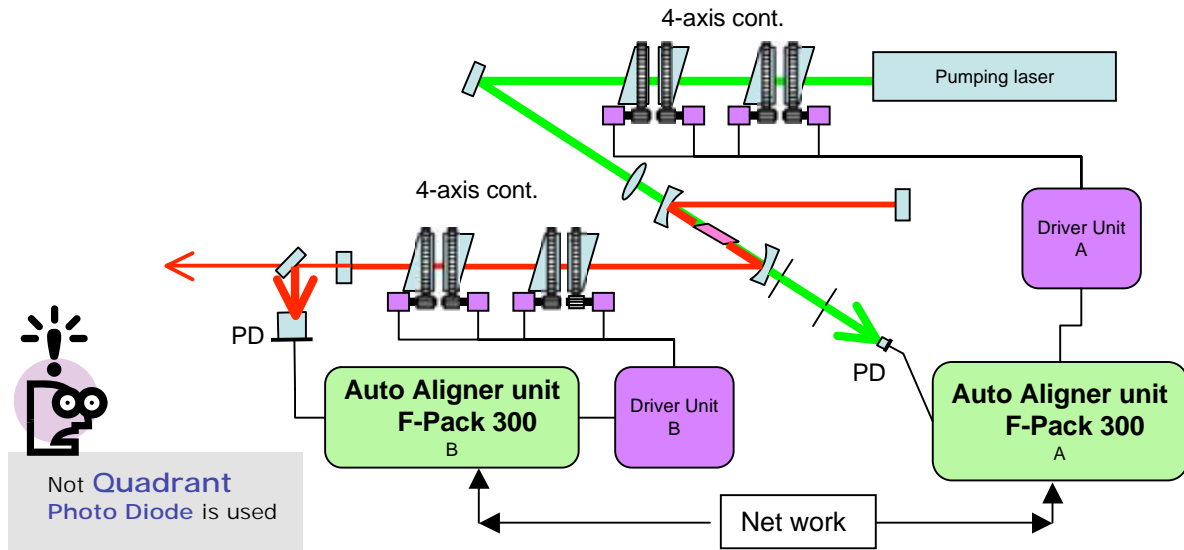 4-axis cont.
Pumping laser
4-axis cont.
Driver Unit
A
PD
PD
Auto Aligner unit
F-Pack 300
B
Driver Unit
B
Auto Aligner unit
F-Pack 300
A
Not Quadrant
Photo Diode is used
Net work